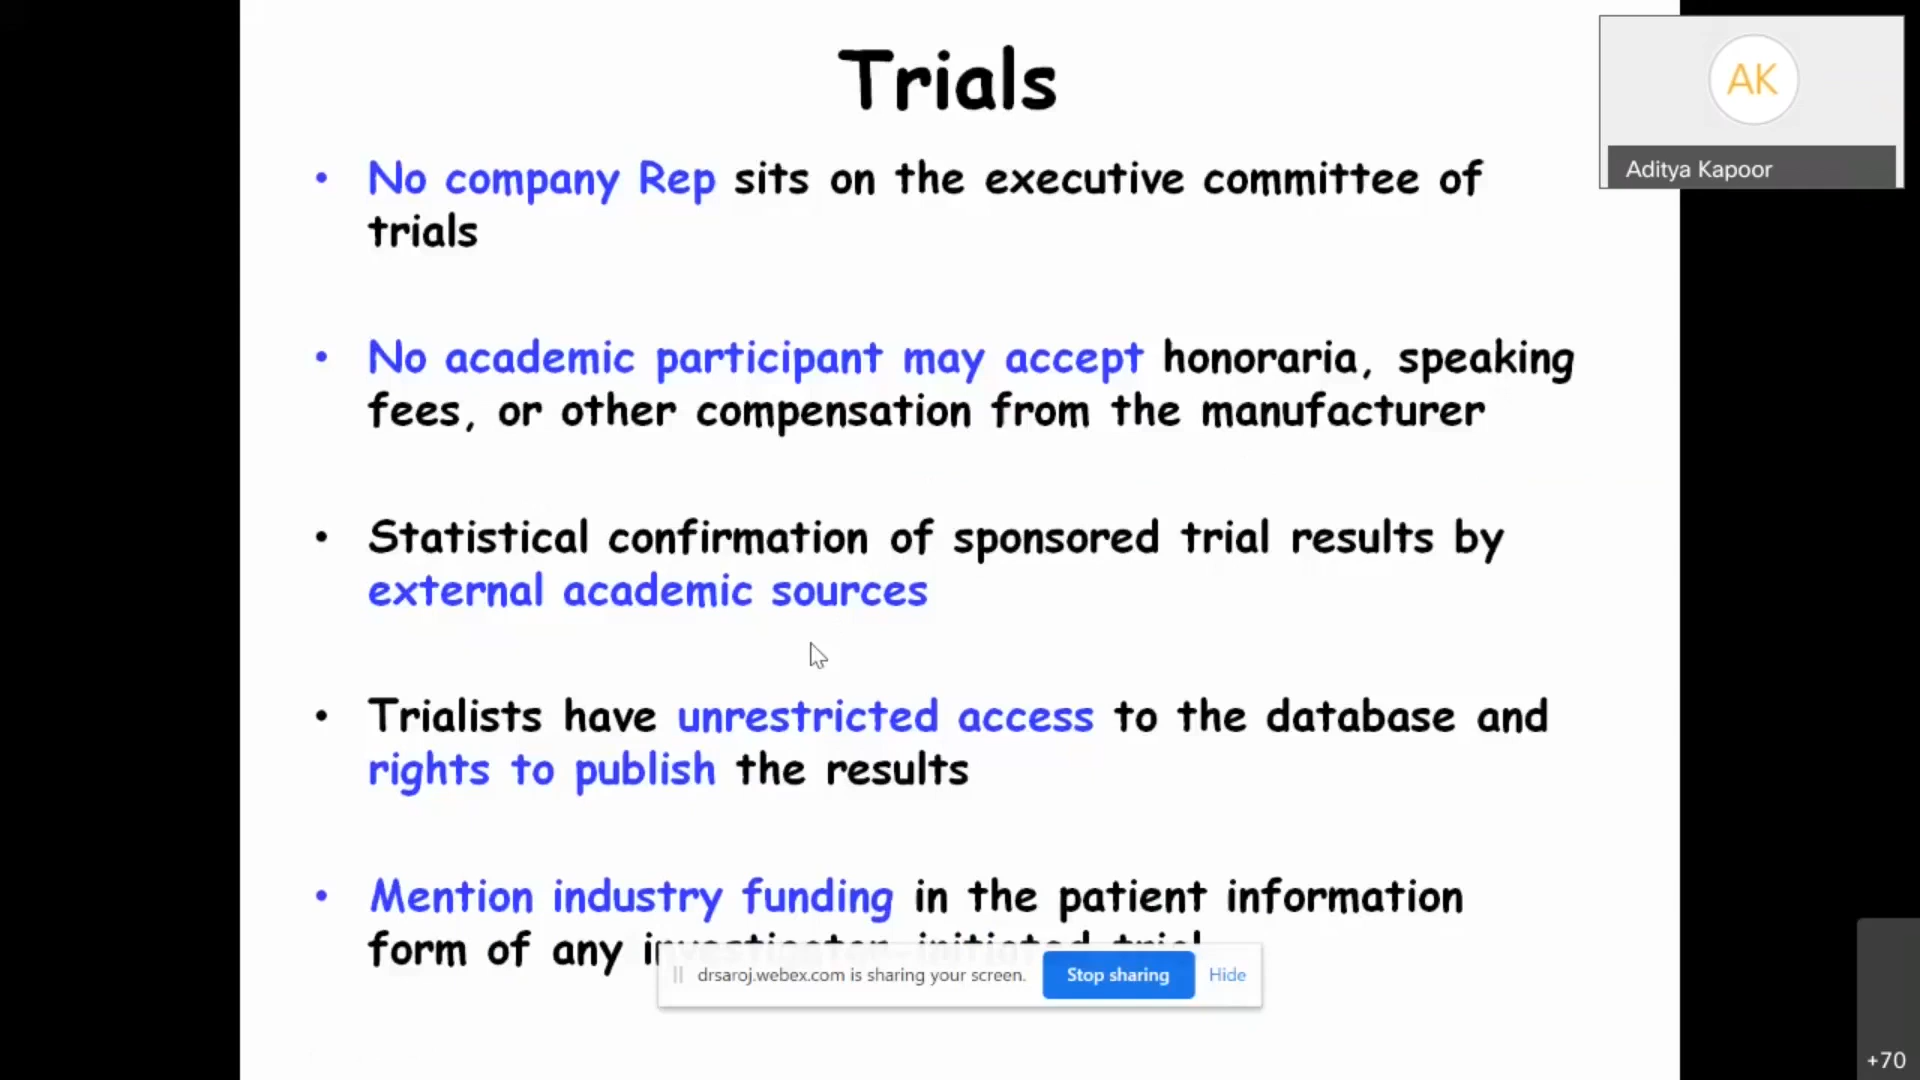 Trials
• No company Rep sits on the executive committee of
trials
• No academic participant may accept honoraria, speaking
fees, or other compensation from the manufacturer
• Statistical confirmation of sponsored trial results by
external academic sources
• Trialists have unrestricted access to the database and
rights to publish the results
• Mention industry funding in the patient information
form of any investigator-initiated trial
drsaroj.webex.com is sharing your screen. Stop sharing Hide
AK
Aditya Kapoor
+70